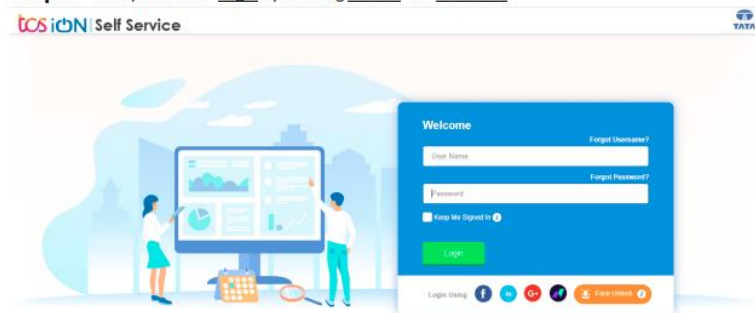 tcs iON | Self Service
TATA
Welcome
Forgot Username?
User Name
Forgot Password?
Password
Keep Me Signed In i
Login
Login Using f in G+ Face Unlock i